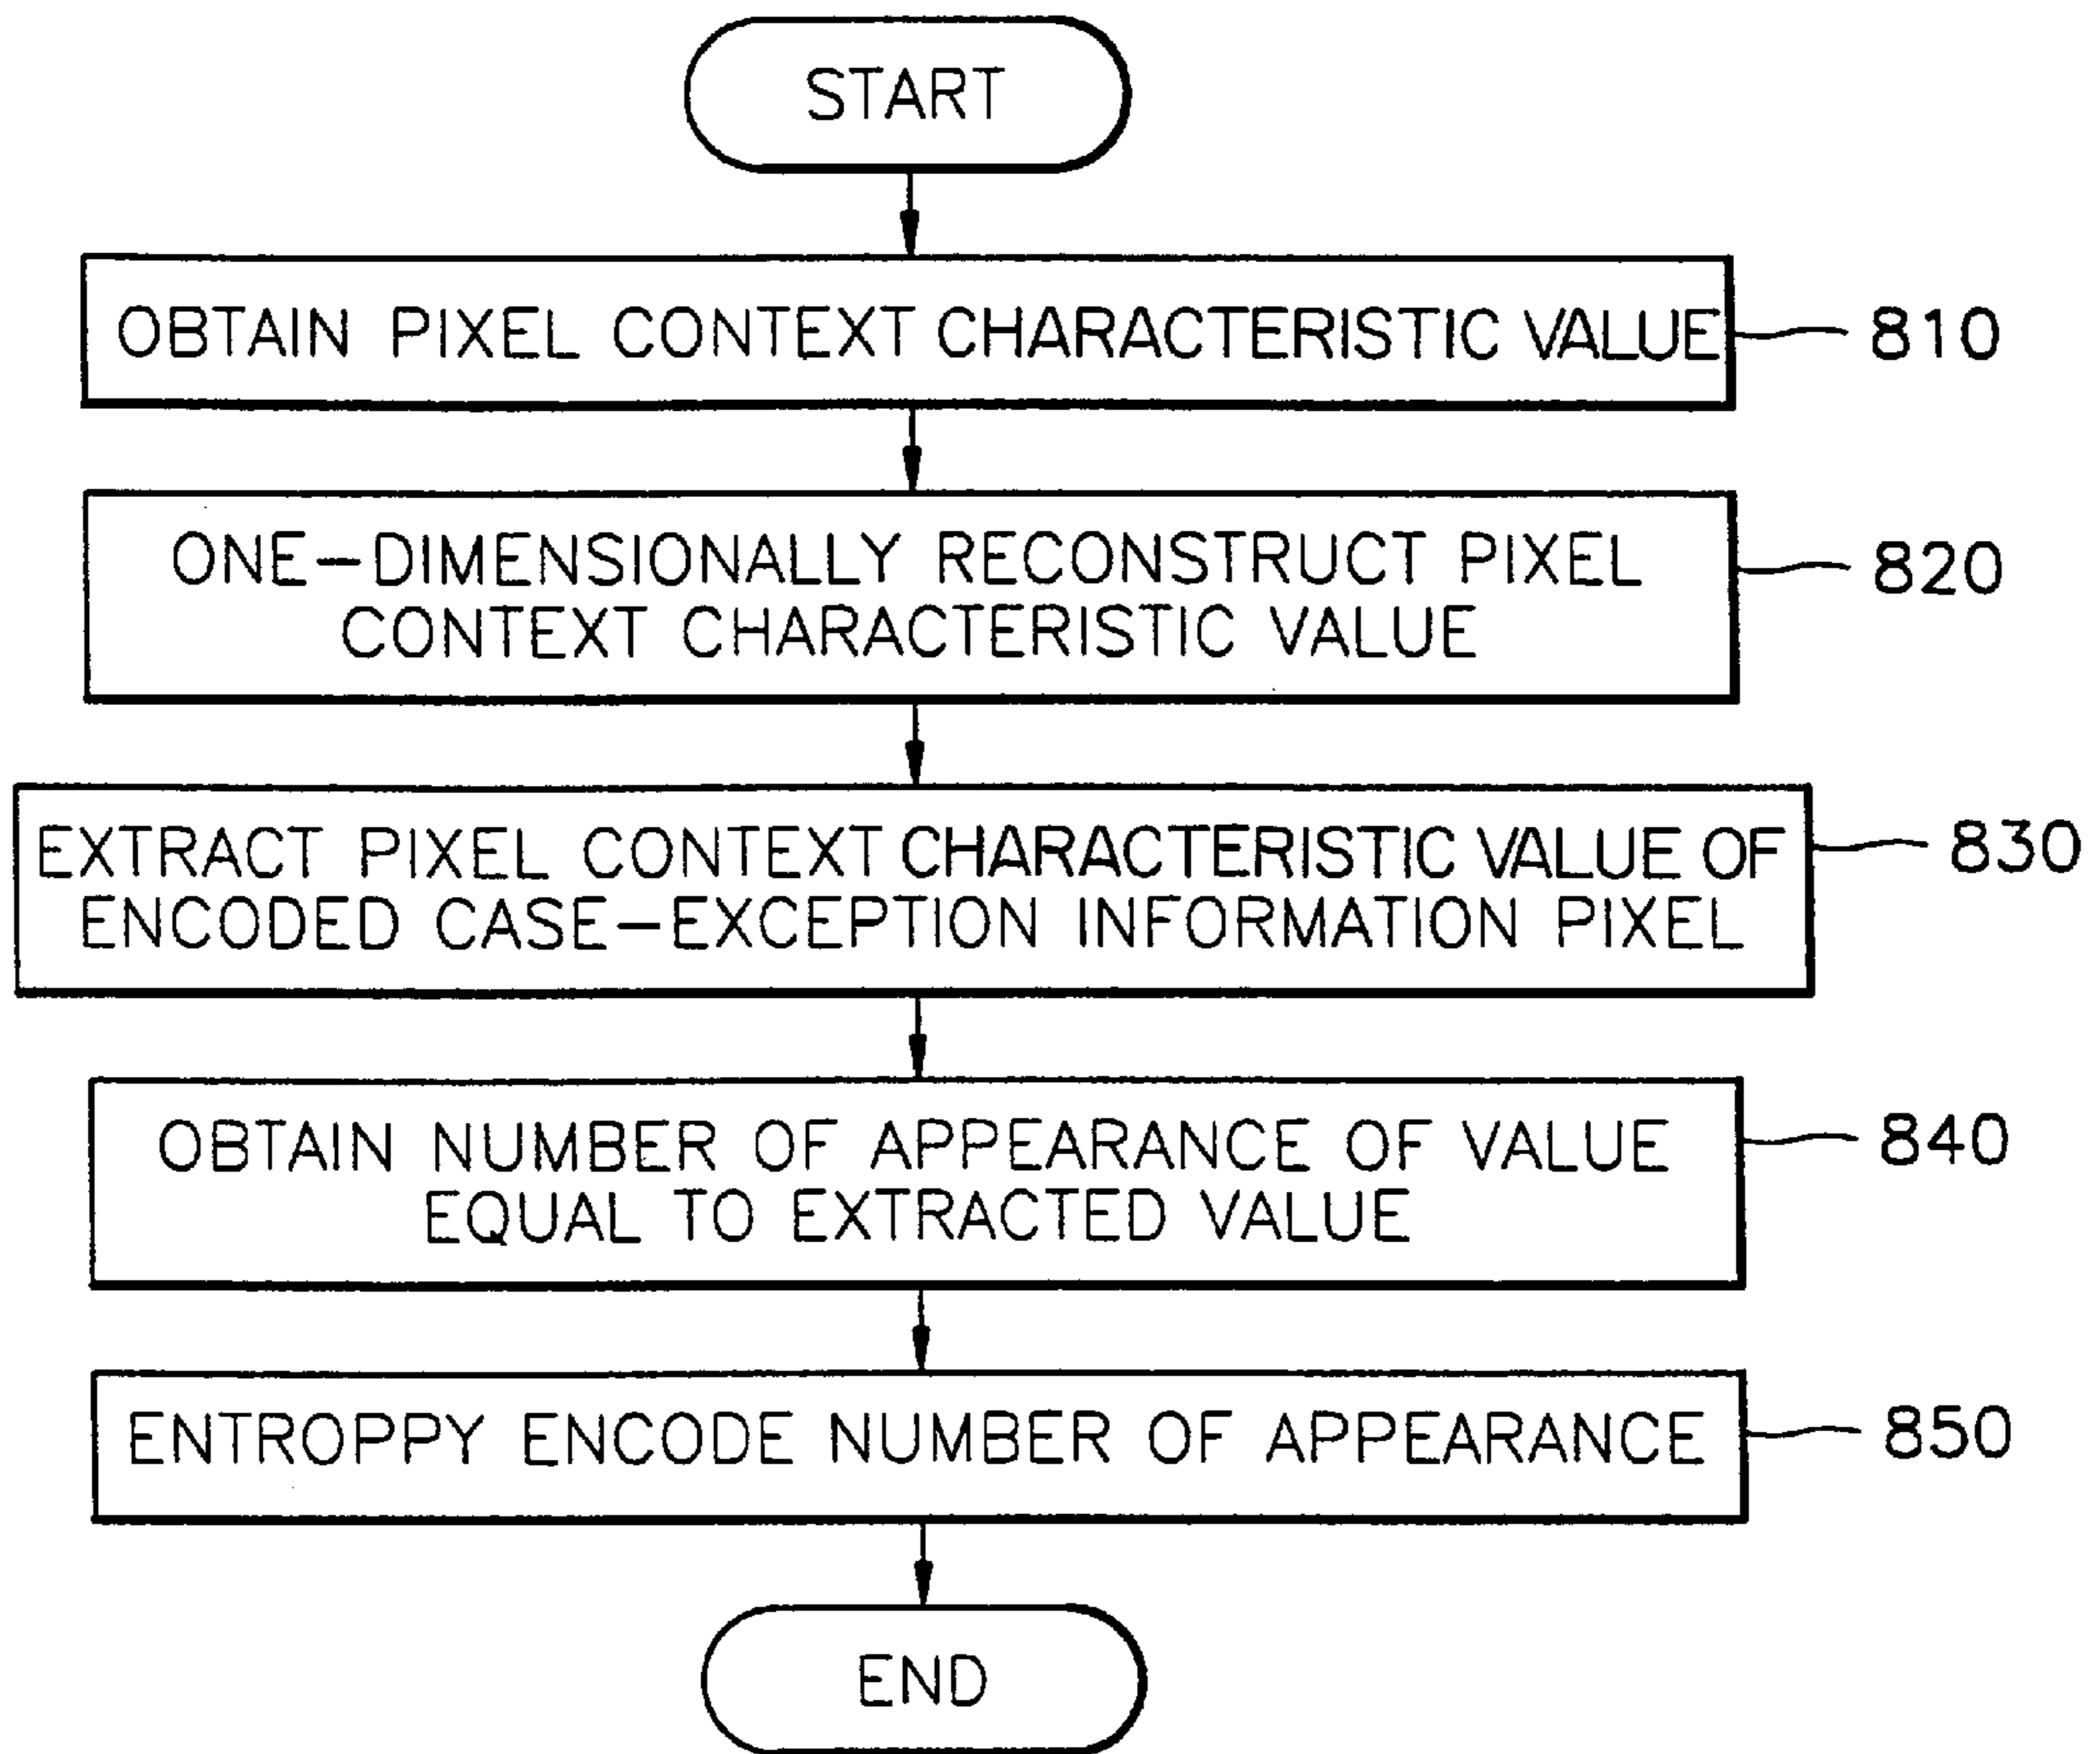 START
OBTAIN PIXEL CONTEXT CHARACTERISTIC VALUE
810
ONE-DIMENSIONALLY RECONSTRUCT PIXEL
CONTEXT CHARACTERISTIC VALUE
820
EXTRACT PIXEL CONTEXT CHARACTERISTIC VALUE OF
ENCODED CASE-EXCEPTION INFORMATION PIXEL
830
OBTAIN NUMBER OF APPEARANCE OF VALUE
EQUAL TO EXTRACTED VALUE
840
ENTROPPY ENCODE NUMBER OF APPEARANCE
850
END